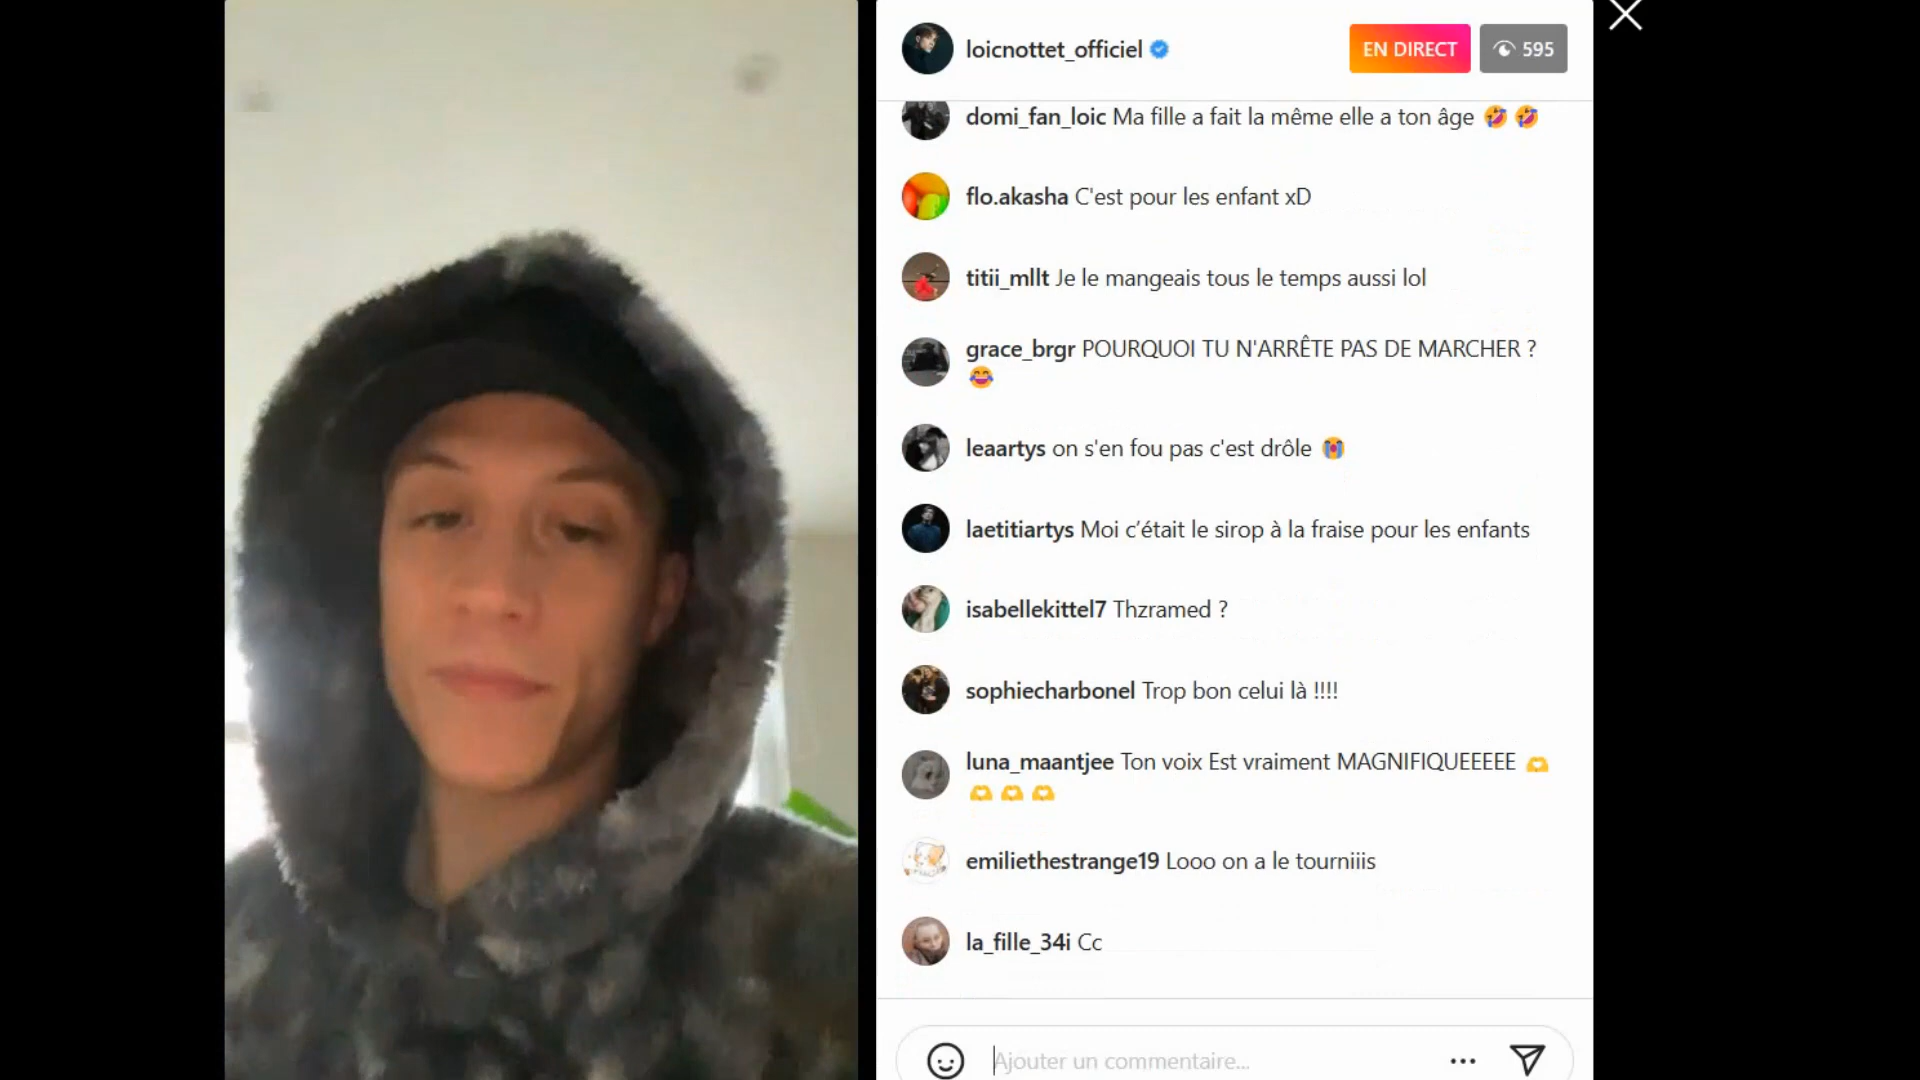 loicnottet_officiel
EN DIRECT
595
domi_fan_loic Ma fille a fait la même elle a ton âge 🤣 🤣
flo.akasha C'est pour les enfant xD
titii_mllt Je le mangeais tous le temps aussi lol
grace_brgr POURQUOI TU N'ARRÊTE PAS DE MARCHER ?
😂
leaartys on s'en fou pas c'est drôle 😭
laetitiartys Moi c’était le sirop à la fraise pour les enfants
isabellekittel7 Thzramed ?
sophiecharbonel Trop bon celui là !!!!
luna_maantjee Ton voix Est vraiment MAGNIFIQUEEEEE 🫶
🫶 🫶 🫶
emiliethestrange19 Looo on a le tourniiis
la_fille_34i Cc
Ajouter un commentaire...